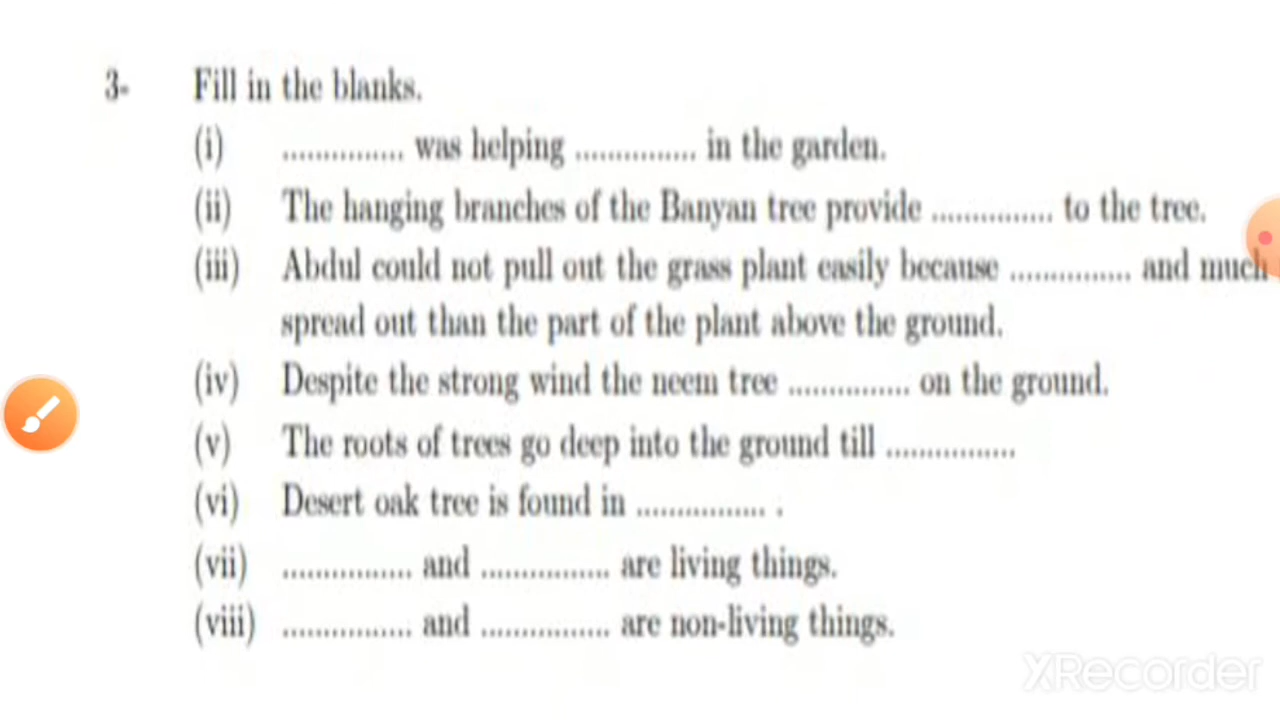 3- Fill in the blanks.
(i) ............... was helping ............... in the garden.
(ii) The hanging branches of the Banyan tree provide ............... to the tree.
(iii) Abdul could not pull out the grass plant easily because ............... and much
spread out than the part of the plant above the ground.
(iv) Despite the strong wind the neem tree ............... on the ground.
(v) The roots of trees go deep into the ground till ................
(vi) Desert oak tree is found in ................ .
(vii) ................ and ................ are living things.
(viii) ................ and ................ are non-living things.
XRecorder